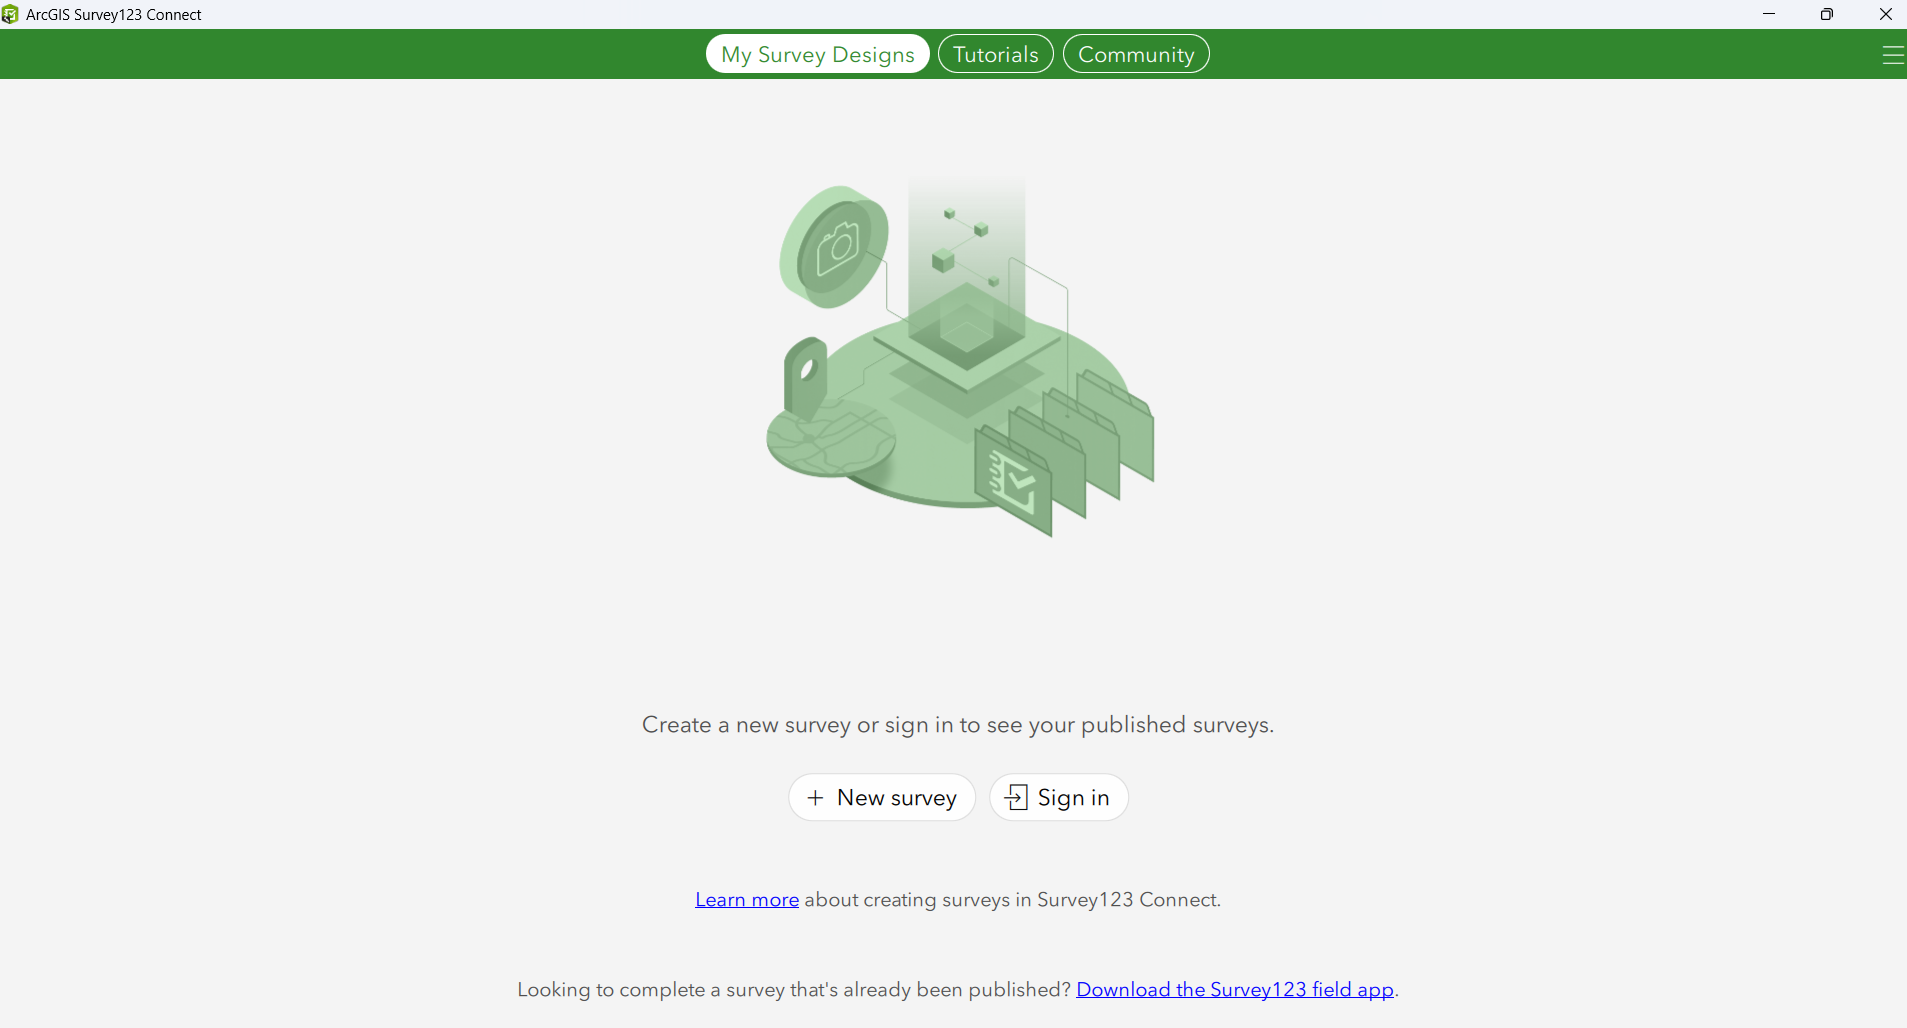 ArcGIS Survey123 Connect
My Survey Designs Tutorials Community
Create a new survey or sign in to see your published surveys.
+ New survey Sign in
Learn more about creating surveys in Survey123 Connect.
Looking to complete a survey that's already been published? Download the Survey123 field app.